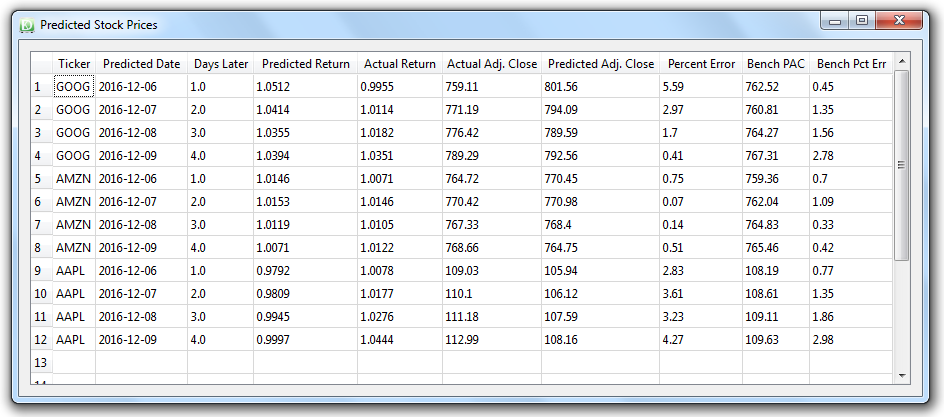 Predicted Stock Prices
Ticker Predicted Date Days Later Predicted Return Actual Return Actual Adj. Close Predicted Adj. Close Percent Error Bench PAC Bench Pct Err
1 GOOG 2016-12-06 1.0 1.0512 0.9955 759.11 801.56 5.59 762.52 0.45
2 GOOG 2016-12-07 2.0 1.0414 1.0114 771.19 794.09 2.97 760.81 1.35
3 GOOG 2016-12-08 3.0 1.0355 1.0182 776.42 789.59 1.7 764.27 1.56
4 GOOG 2016-12-09 4.0 1.0394 1.0351 789.29 792.56 0.41 767.31 2.78
5 AMZN 2016-12-06 1.0 1.0146 1.0071 764.72 770.45 0.75 759.36 0.7
6 AMZN 2016-12-07 2.0 1.0153 1.0146 770.42 770.98 0.07 762.04 1.09
7 AMZN 2016-12-08 3.0 1.0119 1.0105 767.33 768.4 0.14 764.83 0.33
8 AMZN 2016-12-09 4.0 1.0071 1.0122 768.66 764.75 0.51 765.46 0.42
9 AAPL 2016-12-06 1.0 0.9792 1.0078 109.03 105.94 2.83 108.19 0.77
10 AAPL 2016-12-07 2.0 0.9809 1.0177 110.1 106.12 3.61 108.61 1.35
11 AAPL 2016-12-08 3.0 0.9945 1.0276 111.18 107.59 3.23 109.11 1.86
12 AAPL 2016-12-09 4.0 0.9997 1.0444 112.99 108.16 4.27 109.63 2.98
13
14